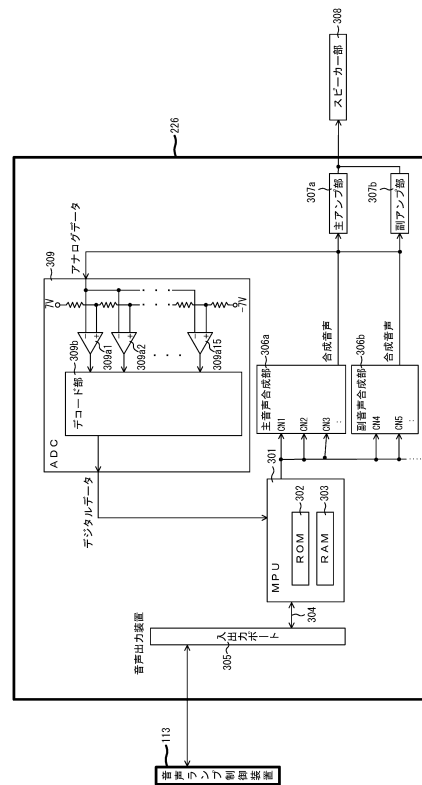 113
音声ランプ制御装置
226
音声出力装置
305
入出力ポート
304
301
MPU
302
ROM
303
RAM
デジタルデータ
アナログデータ
309
ADC
309b
デコード部
7V
-7V
309a1
309a2
309a15
306a
主音声合成部
CN1
CN2
CN3
合成音声
306b
副音声合成部
CN4
CN5
合成音声
307a
主アンプ部
307b
副アンプ部
308
スピーカー部